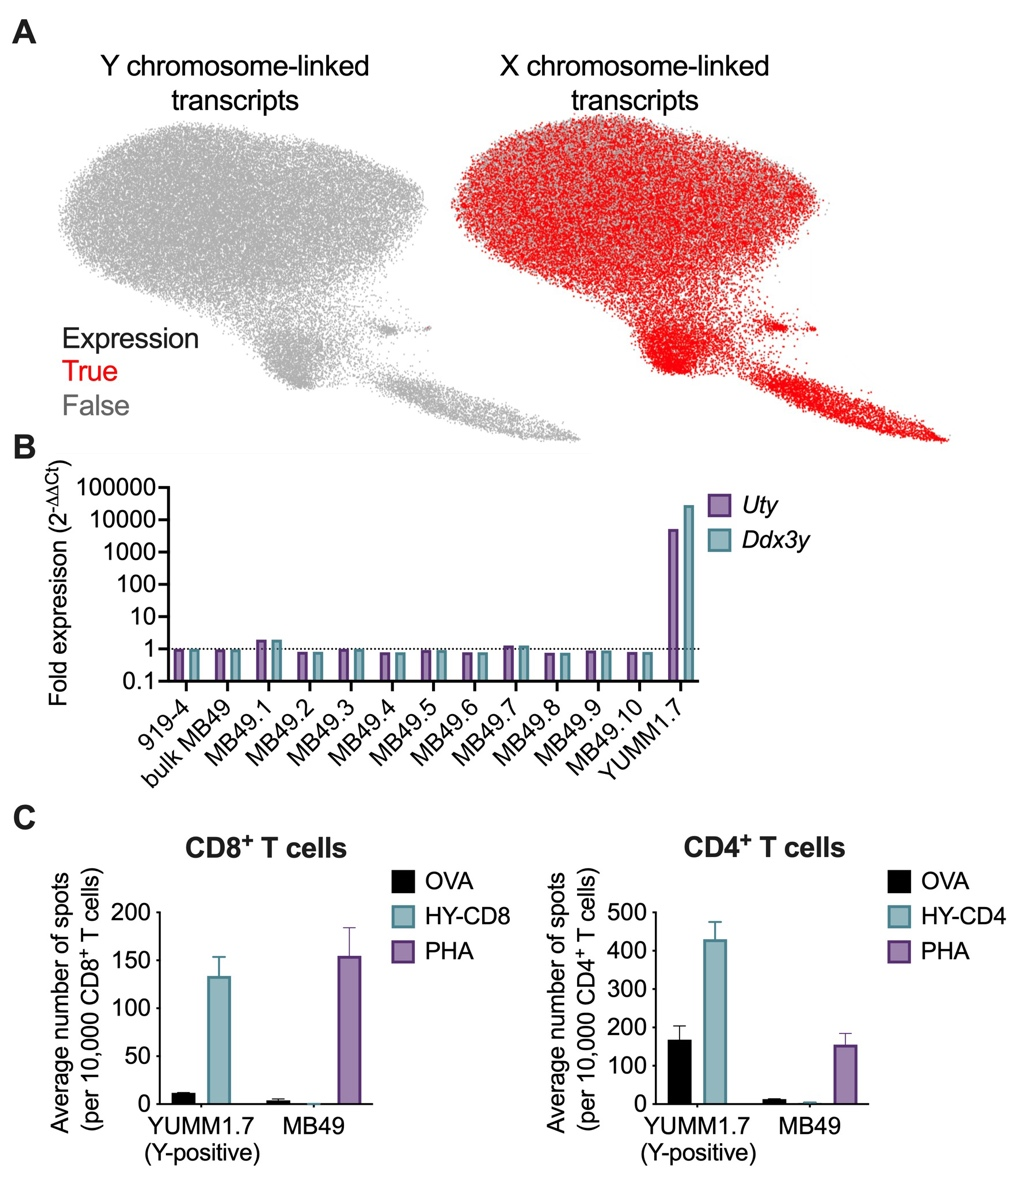 A
Y chromosome-linked
transcripts
X chromosome-linked
transcripts
Expression
True
False
B
Fold expresison (2-ΔΔCt)
100000
10000
1000
100
10
1
0.1
919-4
bulk MB49
MB49.1
MB49.2
MB49.3
MB49.4
MB49.5
MB49.6
MB49.7
MB49.8
MB49.9
MB49.10
YUMM1.7
Uty
Ddx3y
C
CD8+ T cells
Average number of spots
(per 10,000 CD8+ T cells)
200
150
100
50
0
YUMM1.7
(Y-positive)
MB49
OVA
HY-CD8
PHA
CD4+ T cells
Average number of spots
(per 10,000 CD4+ T cells)
500
400
300
200
100
0
YUMM1.7
(Y-positive)
MB49
OVA
HY-CD4
PHA